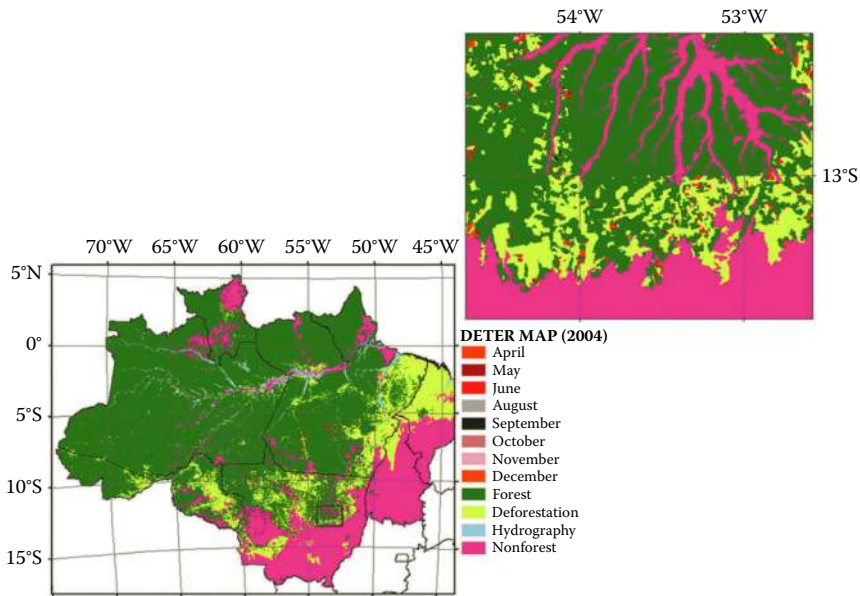 54°W 53°W
13°S
70°W 65°W 60°W 55°W 50°W 45°W
5°N
0°
5°S
10°S
15°S
DETER MAP (2004)
April
May
June
August
September
October
November
December
Forest
Deforestation
Hydrography
Nonforest